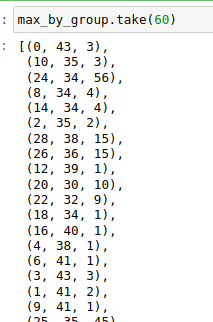 : max_by_group.take(60)
: [(0, 43, 3),
(10, 35, 3),
(24, 34, 56),
(8, 34, 4),
(14, 34, 4),
(2, 35, 2),
(28, 38, 15),
(26, 36, 15),
(12, 39, 1),
(20, 30, 10),
(22, 32, 9),
(18, 34, 1),
(16, 40, 1),
(4, 38, 1),
(6, 41, 1),
(3, 43, 3),
(1, 41, 2),
(9, 41, 1),
(25, 35, 45)